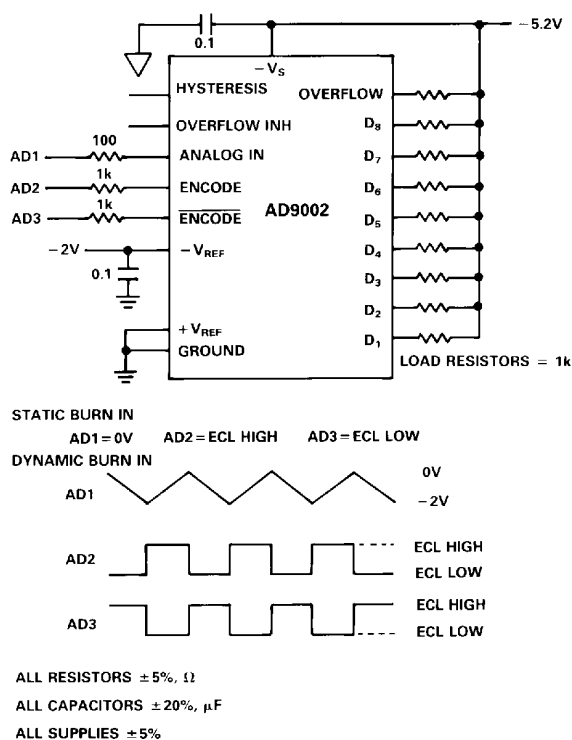 −5.2V
0.1
−VS
HYSTERESIS
OVERFLOW
OVERFLOW INH
D8
100
AD1
ANALOG IN
D7
1k
AD2
ENCODE
D6
1k
AD3
ENCODE
AD9002
D5
−2V
−VREF
D4
0.1
D3
D2
+VREF
D1
GROUND
LOAD RESISTORS = 1k
STATIC BURN IN
AD1=0V AD2=ECL HIGH AD3=ECL LOW
DYNAMIC BURN IN
0V
AD1
−2V
AD2
ECL HIGH
ECL LOW
ECL HIGH
AD3
ECL LOW
ALL RESISTORS ±5%, Ω
ALL CAPACITORS ±20%, μF
ALL SUPPLIES ±5%